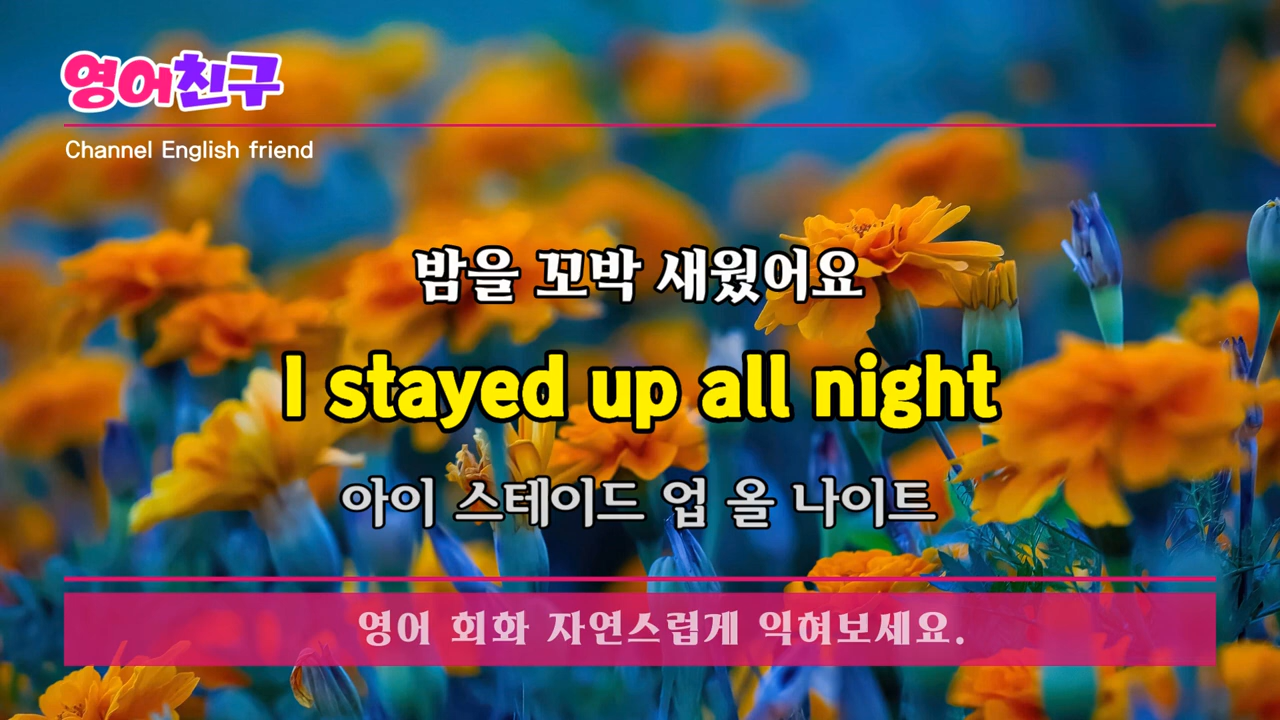 영어친구
Channel English friend
밤을 꼬박 새웠어요
I stayed up all night
아이 스테이드 업 올 나이트
영어 회화 자연스럽게 익혀보세요.